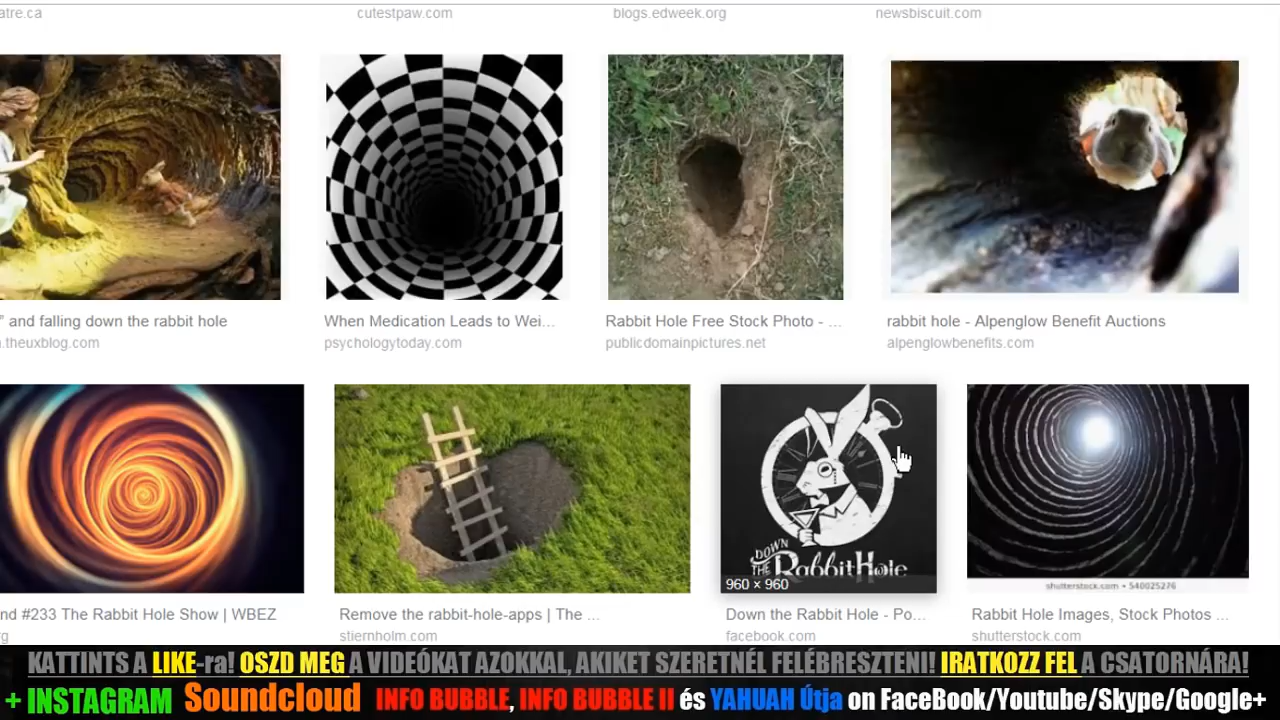 atre.ca
cutestpaw.com
blogs.edweek.org
newsbiscuit.com
” and falling down the rabbit hole
.theuxblog.com
When Medication Leads to Wei...
psychologytoday.com
Rabbit Hole Free Stock Photo - ...
publicdomainpictures.net
rabbit hole - Alpenglow Benefit Auctions
alpenglowbenefits.com
DOWN
THE RabbitHole
960 × 960
shutterstock.com • 540025276
nd #233 The Rabbit Hole Show | WBEZ
rg
Remove the rabbit-hole-apps | The ...
stiernholm.com
Down the Rabbit Hole - Po...
facebook.com
Rabbit Hole Images, Stock Photos ...
shutterstock.com
KATTINTS A LIKE-ra! OSZD MEG A VIDEÓKAT AZOKKAL, AKIKET SZERETNÉL FELÉBRESZTENI! IRATKOZZ FEL A CSATORNÁRA!
+ INSTAGRAM Soundcloud INFO BUBBLE, INFO BUBBLE II és YAHUAH Útja on FaceBook/Youtube/Skype/Google+